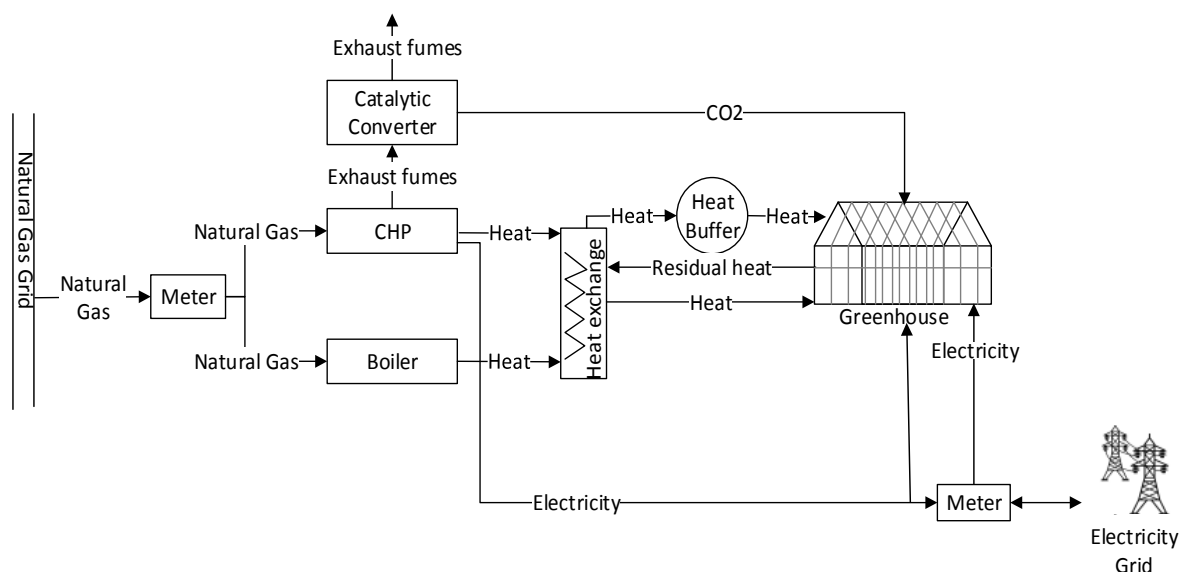 Exhaust fumes
Catalytic
Converter
CO2
Exhaust fumes
Natural Gas Grid
Natural Gas
CHP
Heat
Heat
Heat
Buffer
Heat
Residual heat
Natural
Gas
Meter
Heat exchange
Heat
Greenhouse
Natural Gas
Boiler
Heat
Electricity
Electricity
Meter
Electricity
Grid